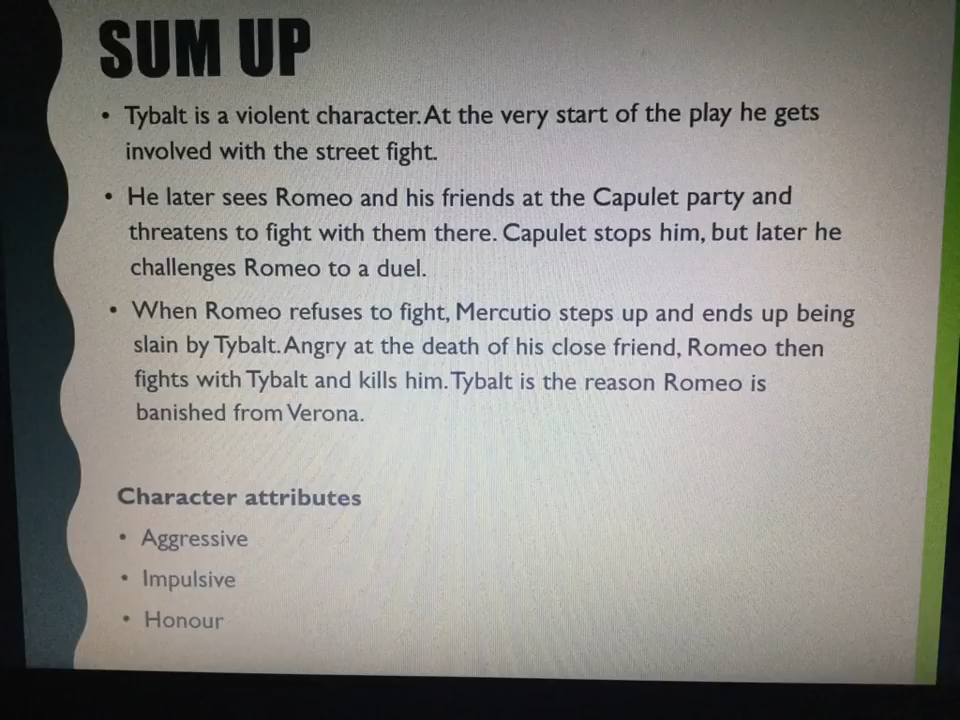 SUM UP
• Tybalt is a violent character. At the very start of the play he gets
involved with the street fight.
• He later sees Romeo and his friends at the Capulet party and
threatens to fight with them there. Capulet stops him, but later he
challenges Romeo to a duel.
• When Romeo refuses to fight, Mercutio steps up and ends up being
slain by Tybalt. Angry at the death of his close friend, Romeo then
fights with Tybalt and kills him. Tybalt is the reason Romeo is
banished from Verona.
Character attributes
• Aggressive
• Impulsive
• Honour